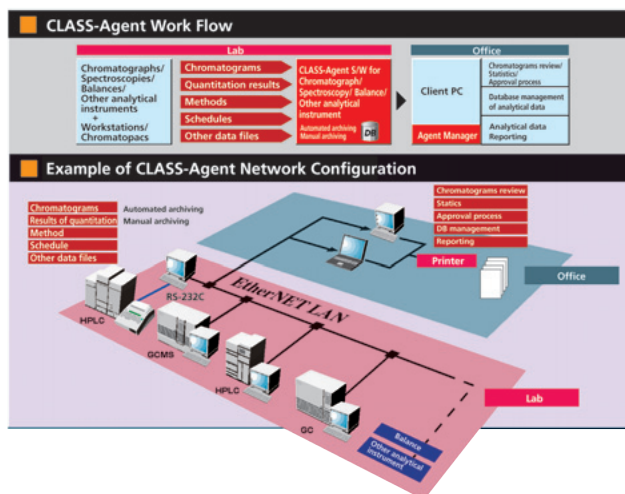 CLASS-Agent Work Flow
Lab
Office
Chromatographs/
Spectroscopies/
Balances/
Other analytical
instruments
+
Workstations/
Chromatopacs
Chromatograms
Quantitation results
Methods
Schedules
Other data files
CLASS-Agent S/W for
Chromatograph/
Spectroscopy/ Balance/
Other analytical
instrument
Automated archiving
Manual archiving
DB
Client PC
Agent Manager
Chromatograms review/
Statistics/
Approval process
Database management
of analytical data
Analytical data
Reporting
Example of CLASS-Agent Network Configuration
Chromatograms
Results of quantitation
Method
Schedule
Other data files
Automated archiving
Manual archiving
Chromatograms review
Statics
Approval process
DB management
Reporting
Printer
Office
RS-232C
EtherNET LAN
HPLC
GCMS
HPLC
GC
Lab
Balance
Other analytical
instrument